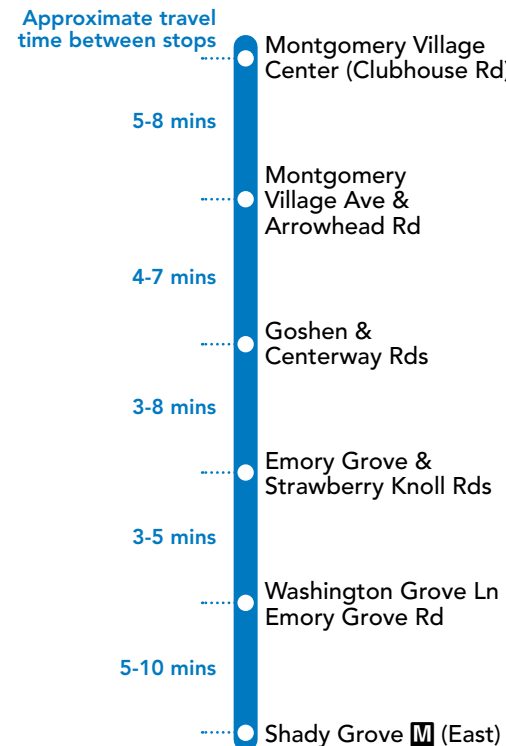 Approximate travel
time between stops
Montgomery Village
Center (Clubhouse Rd)
5-8 mins
Montgomery
Village Ave &
Arrowhead Rd
4-7 mins
Goshen &
Centerway Rds
3-8 mins
Emory Grove &
Strawberry Knoll Rds
3-5 mins
Washington Grove Ln
Emory Grove Rd
5-10 mins
Shady Grove M (East)